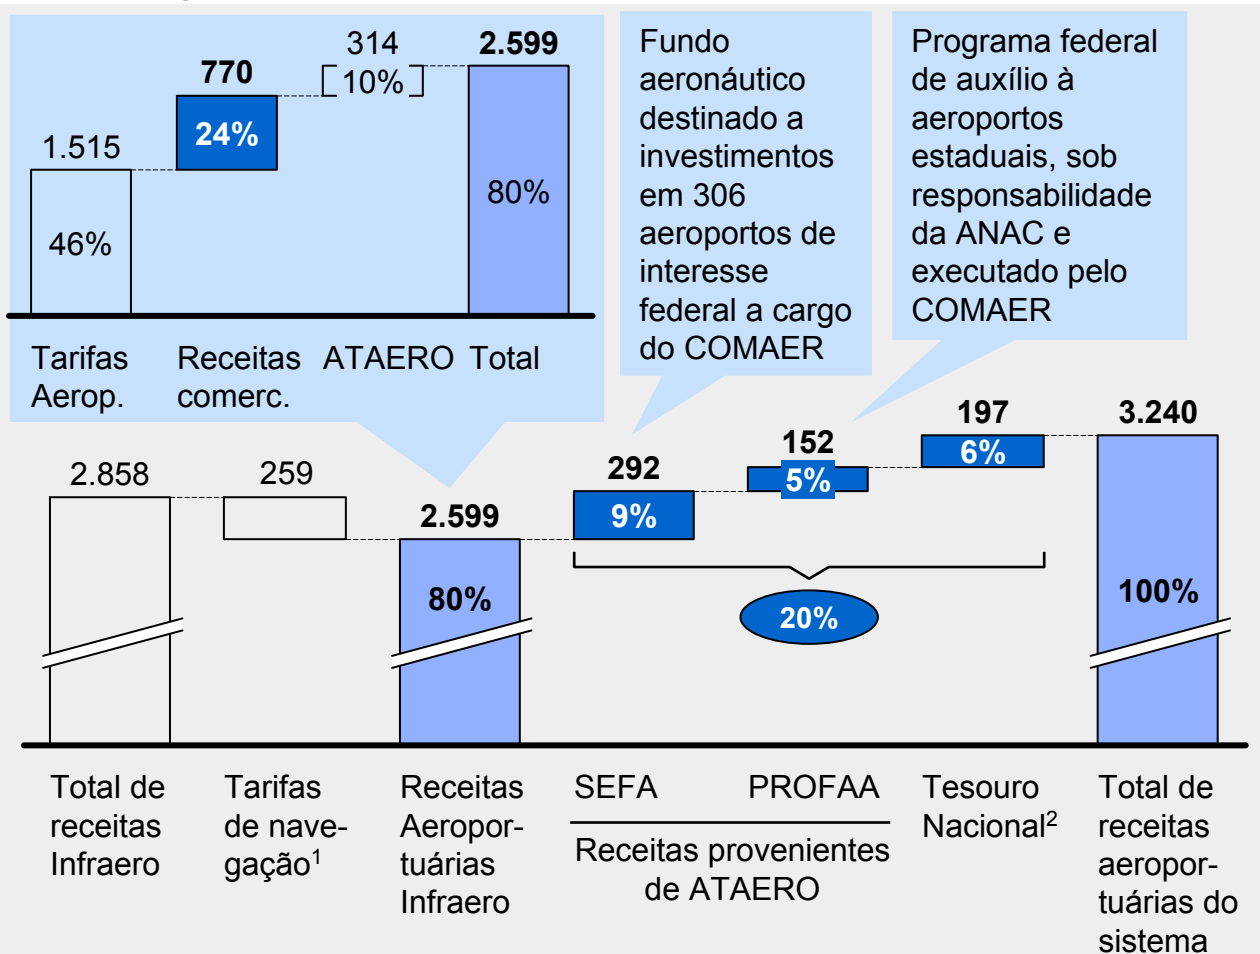 1.515
46%
770
24%
314
10%
2.599
80%
Tarifas
Aerop.
Receitas
comerc.
ATAERO
Total
Fundo
aeronáutico
destinado a
investimentos
em 306
aeroportos de
interesse
federal a cargo
do COMAER
Programa federal
de auxílio à
aeroportos
estaduais, sob
responsabilidade
da ANAC e
executado pelo
COMAER
2.858
259
2.599
80%
292
9%
152
5%
197
6%
3.240
100%
20%
Total de
receitas
Infraero
Tarifas
de nave-
gação¹
Receitas
Aeropor-
tuárias
Infraero
SEFA
PROFAA
Receitas provenientes
de ATAERO
Tesouro
Nacional²
Total de
receitas
aeropor-
tuárias do
sistema